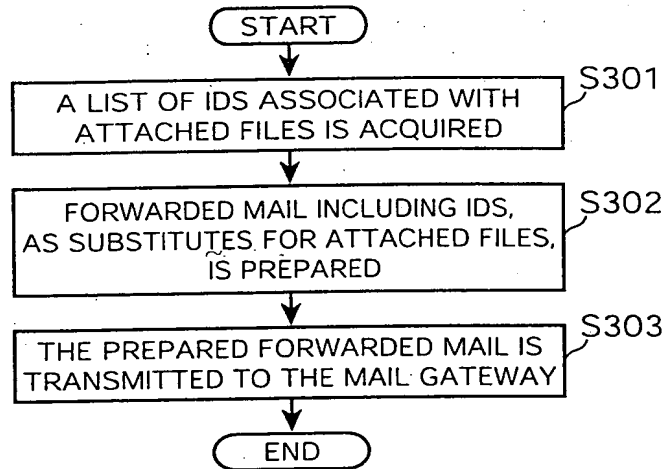 START
A LIST OF IDS ASSOCIATED WITH
ATTACHED FILES IS ACQUIRED
S301
FORWARDED MAIL INCLUDING IDS,
AS SUBSTITUTES FOR ATTACHED FILES,
IS PREPARED
S302
THE PREPARED FORWARDED MAIL IS
TRANSMITTED TO THE MAIL GATEWAY
S303
END